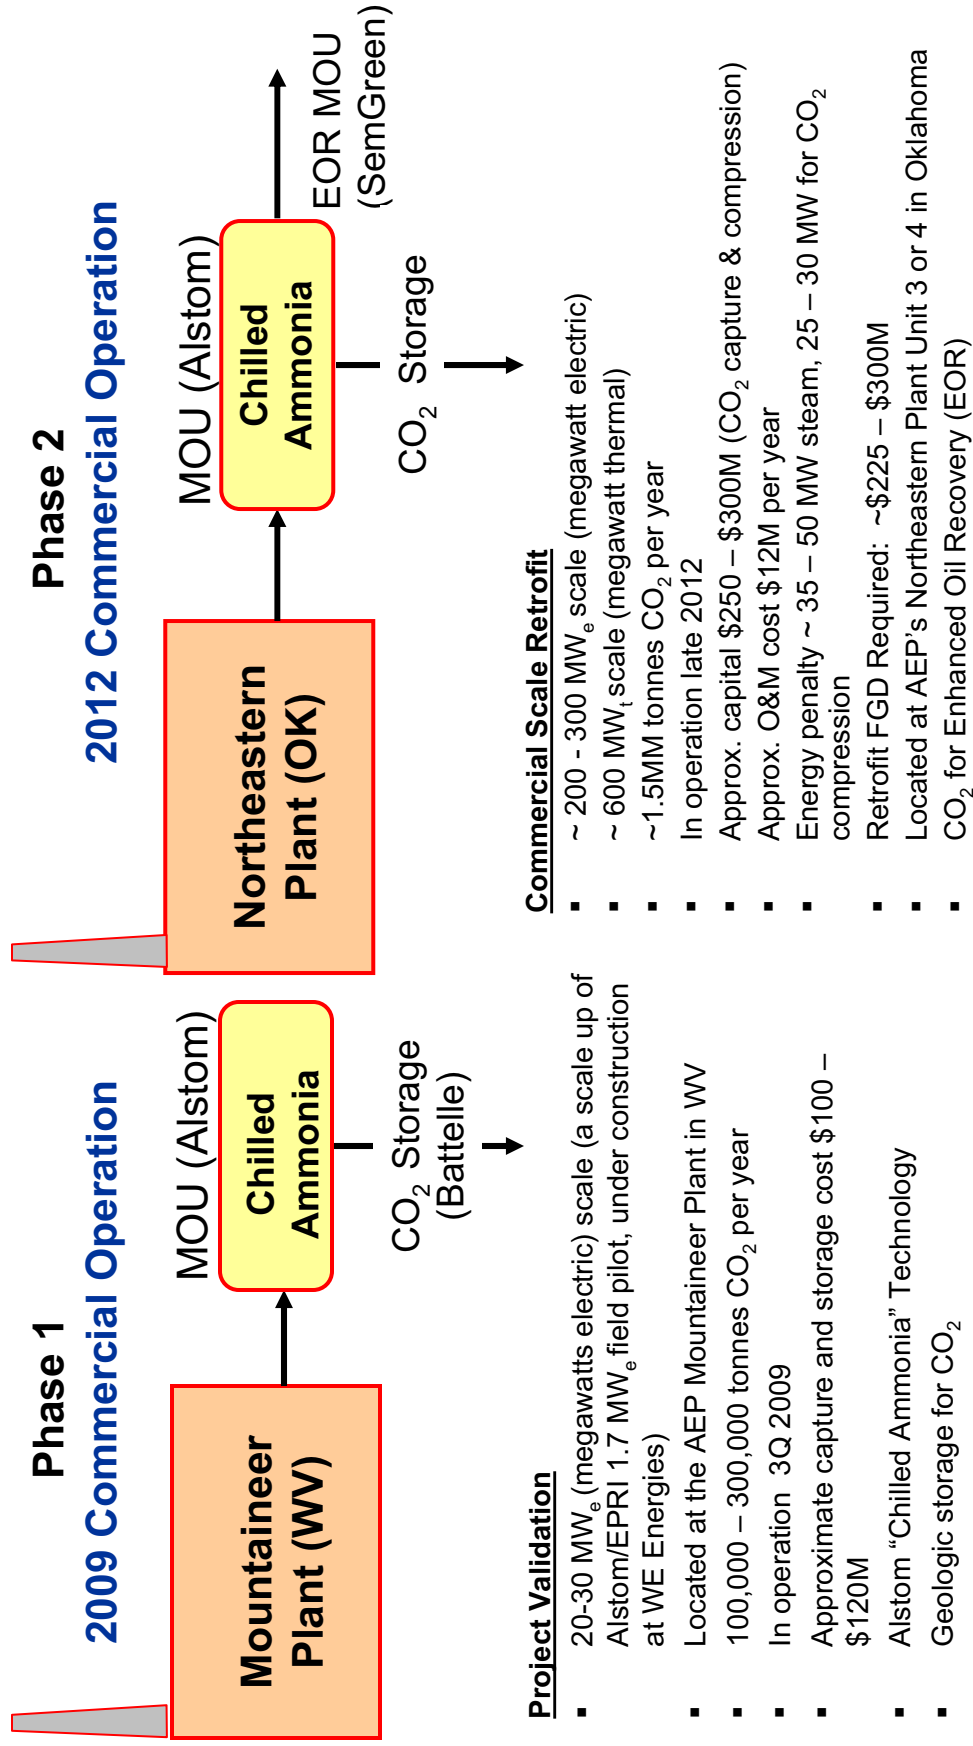 Phase 1
2009 Commercial Operation
MOU (Alstom)
Mountaineer
Plant (WV)
Chilled
Ammonia
CO2 Storage
(Battelle)
Project Validation
▪ 20-30 MWe (megawatts electric) scale (a scale up of
Alstom/EPRI 1.7 MWe field pilot, under construction
at WE Energies)
▪ Located at the AEP Mountaineer Plant in WV
▪ 100,000 – 300,000 tonnes CO2 per year
▪ In operation 3Q 2009
▪ Approximate capture and storage cost $100 –
$120M
▪ Alstom “Chilled Ammonia” Technology
▪ Geologic storage for CO2
Phase 2
2012 Commercial Operation
MOU (Alstom)
Northeastern
Plant (OK)
Chilled
Ammonia
EOR MOU
(SemGreen)
CO2 Storage
Commercial Scale Retrofit
▪ ~ 200 - 300 MWe scale (megawatt electric)
▪ ~ 600 MWt scale (megawatt thermal)
▪ ~1.5MM tonnes CO2 per year
▪ In operation late 2012
▪ Approx. capital $250 – $300M (CO2 capture & compression)
▪ Approx. O&M cost $12M per year
▪ Energy penalty ~ 35 – 50 MW steam, 25 – 30 MW for CO2
compression
▪ Retrofit FGD Required: ~$225 – $300M
▪ Located at AEP’s Northeastern Plant Unit 3 or 4 in Oklahoma
▪ CO2 for Enhanced Oil Recovery (EOR)